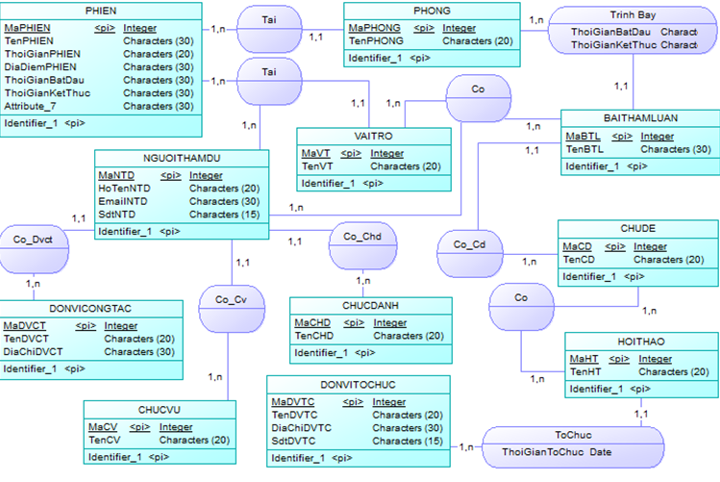 PHIEN
MaPHIEN <pi> Integer
TenPHIEN Characters (30)
ThoiGianPHIEN Characters (20)
DiaDiemPHIEN Characters (30)
ThoiGianBatDau Characters (30)
ThoiGianKetThuc Characters (30)
Attribute_7 Characters (30)
Identifier_1 <pi>
1,n
Tai
1,1
PHONG
MaPHONG <pi> Integer
TenPHONG Characters (20)
Identifier_1 <pi>
1,n
Trinh Bay
ThoiGianBatDau Charact
ThoiGianKetThuc Charact
1,n
Tai
1,1
1,n
1,n
Co
1,n
1,1
VAITRO
MaVT <pi> Integer
TenVT Characters (20)
Identifier_1 <pi>
BAITHAMLUAN
MaBTL <pi> Integer
TenBTL Characters (30)
Identifier_1 <pi>
1,1
NGUOITHAMDU
MaNTD <pi> Integer
HoTenNTD Characters (20)
EmailNTD Characters (30)
SdtNTD Characters (15)
Identifier_1 <pi>
1,n
1,1
Co_Dvct
1,n
1,1
Co_Chd
1,n
1,1
Co_Cv
1,n
Co_Cd
1,n
CHUDE
MaCD <pi> Integer
TenCD Characters (20)
Identifier_1 <pi>
Co
1,n
1,n
DONVICONGTAC
MaDVCT <pi> Integer
TenDVCT Characters (20)
DiaChiDVCT Characters (30)
Identifier_1 <pi>
CHUCDANH
MaCHD <pi> Integer
TenCHD Characters (20)
Identifier_1 <pi>
HOITHAO
MaHT <pi> Integer
TenHT Characters (20)
Identifier_1 <pi>
CHUCVU
MaCV <pi> Integer
TenCV Characters (20)
Identifier_1 <pi>
DONVITOCHUC
MaDVTC <pi> Integer
TenDVTC Characters (20)
DiaChiDVTC Characters (30)
SdtDVTC Characters (15)
Identifier_1 <pi>
1,n
1,1
ToChuc
ThoiGianToChuc Date